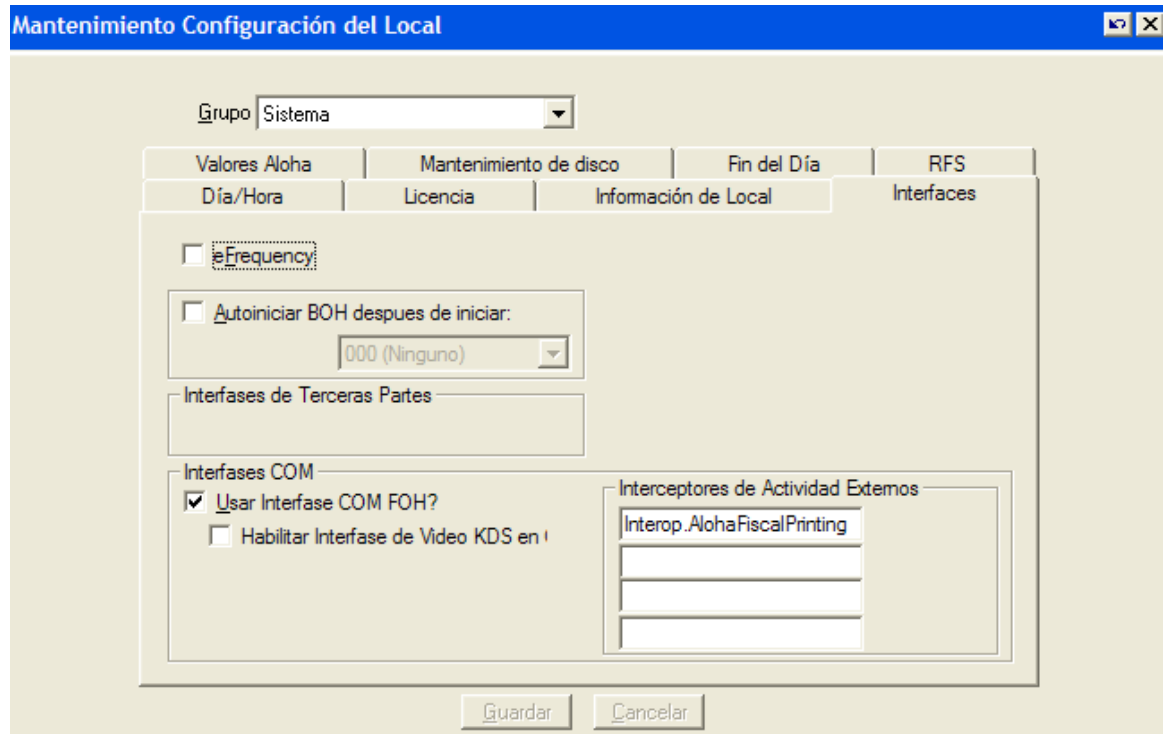 Mantenimiento Configuración del Local
Grupo Sistema
Valores Aloha Mantenimiento de disco Fin del Día RFS
Día/Hora Licencia Información de Local Interfaces
eFrequency
Autoiniciar BOH despues de iniciar:
000 (Ninguno)
Interfases de Terceras Partes
Interfases COM
Usar Interfase COM FOH?
Habilitar Interfase de Video KDS en
Interceptores de Actividad Externos
Interop.AlohaFiscalPrinting
Guardar Cancelar